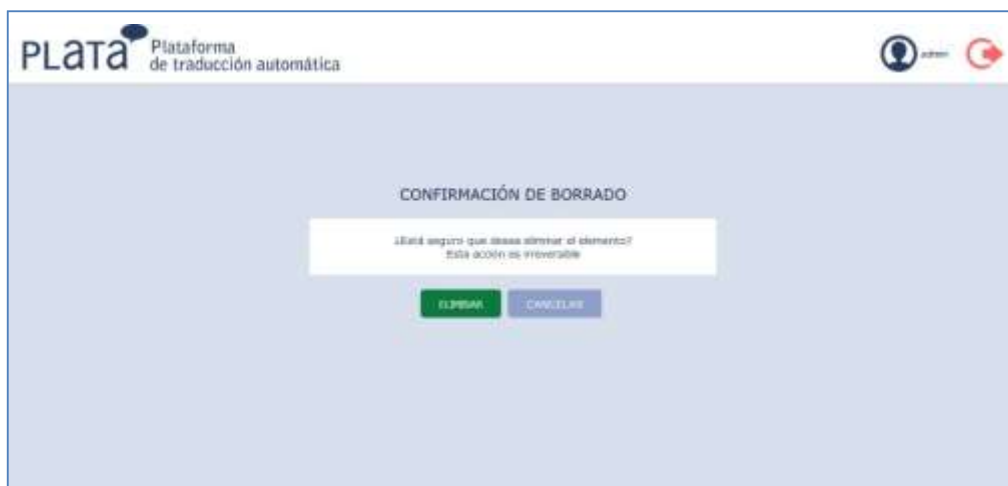 PLaTa
Plataforma
de traducción automática
admin
CONFIRMACIÓN DE BORRADO
¿Está seguro que desea eliminar el elemento?
Esta acción es irreversible
ELIMINAR
CANCELAR